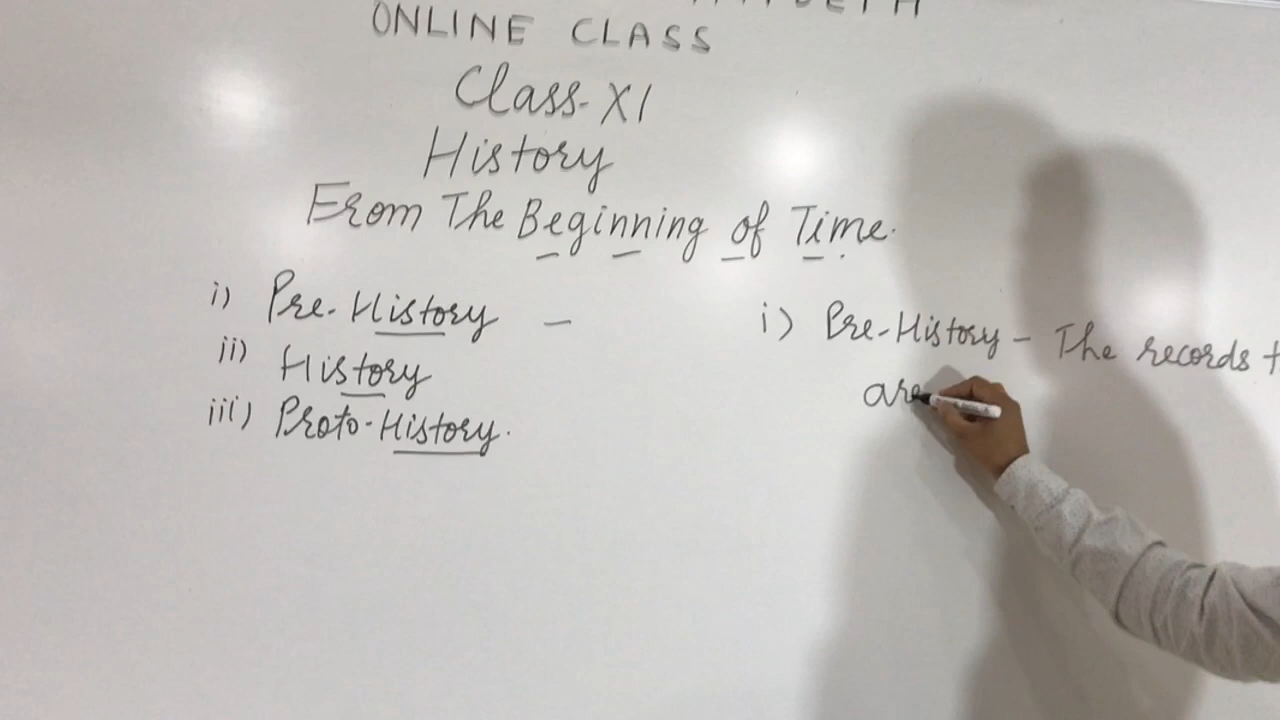 ONLINE CLASS
Class-XI
History
From The Beginning of Time.
i) Pre-History -
ii) History
iii) Proto-History.
i) Pre-History - The records
are